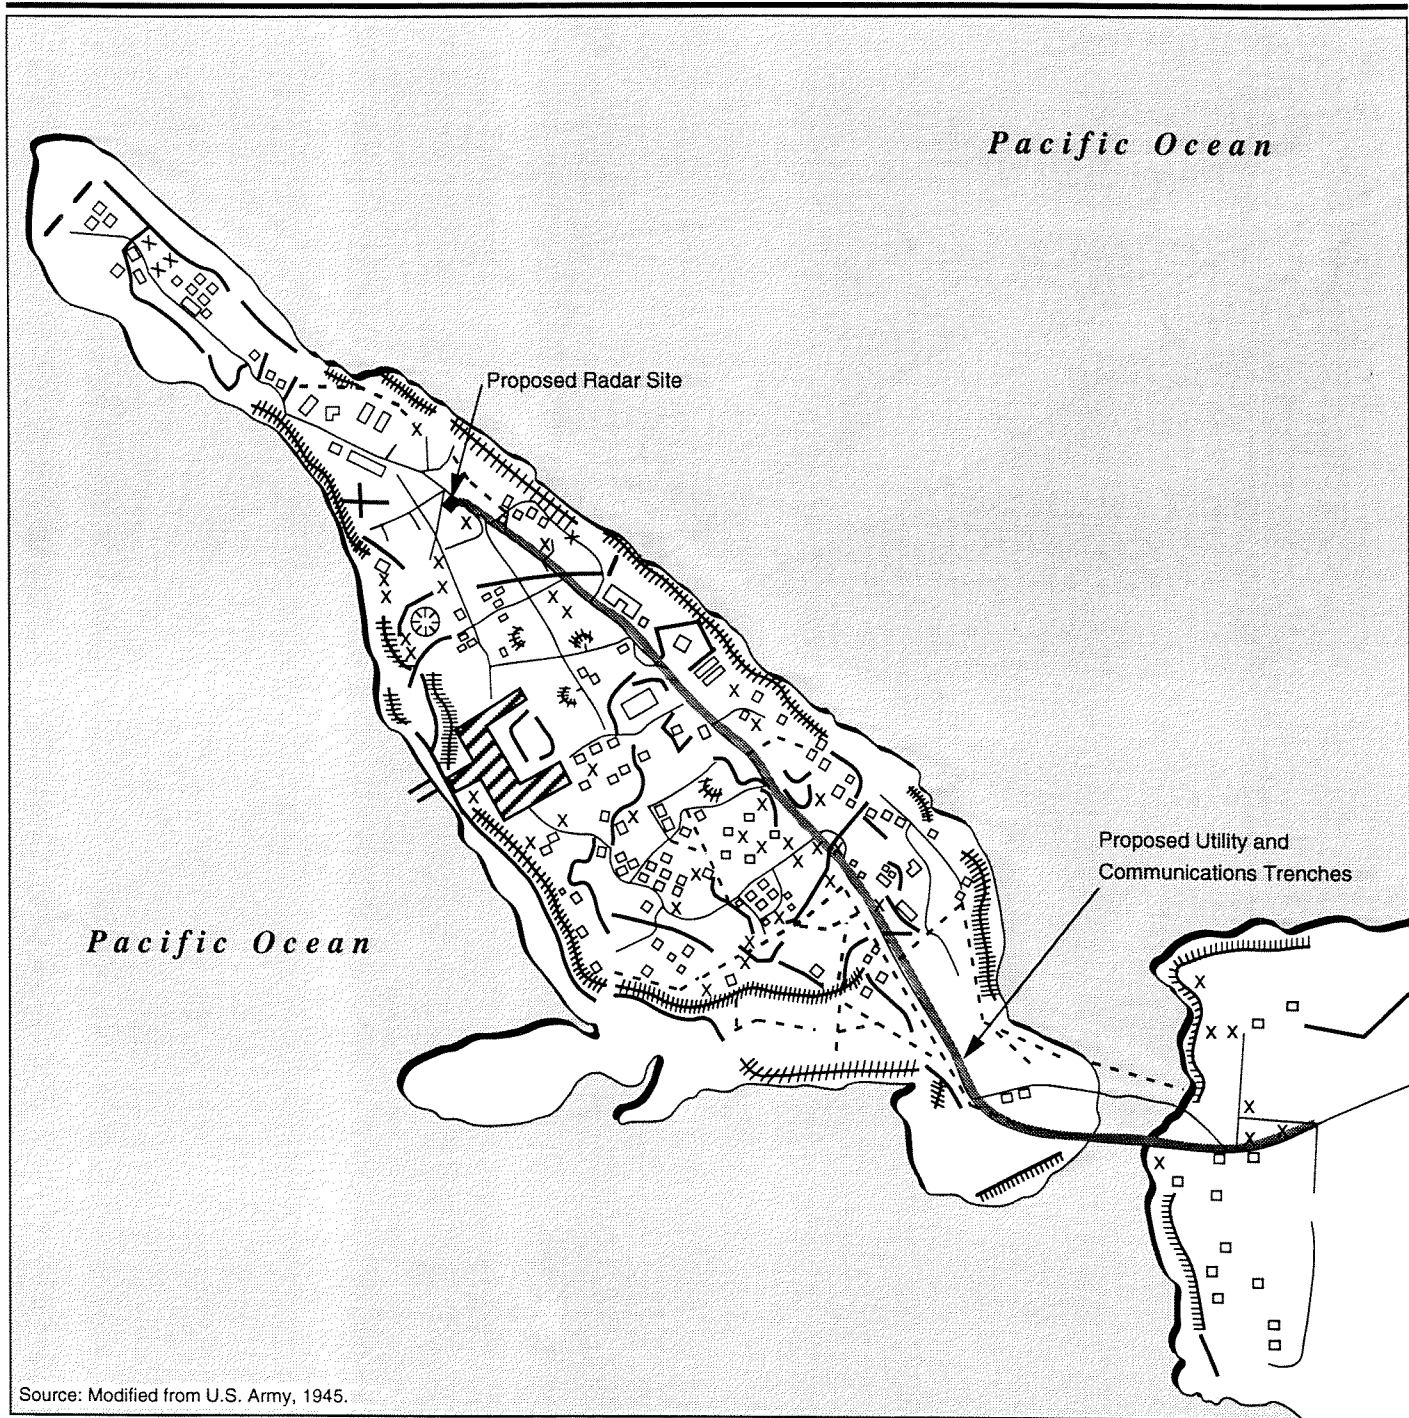 Pacific Ocean
Proposed Radar Site
Proposed Utility and
Communications Trenches
Pacific Ocean
Source: Modified from U.S. Army, 1945.